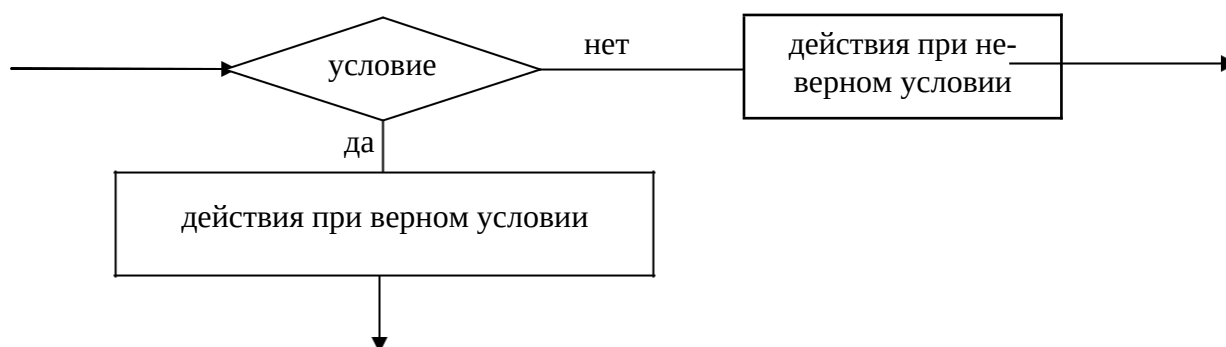 условие
нет
действия при не-
верном условии
да
действия при верном условии